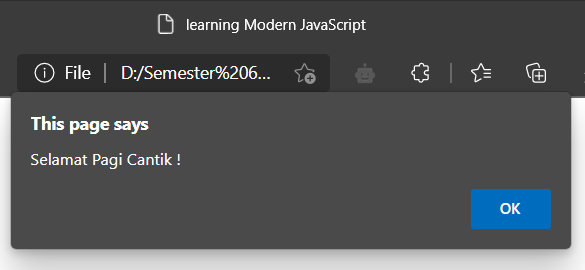 learning Modern JavaScript
File D:/Semester%206...
This page says
Selamat Pagi Cantik !
OK